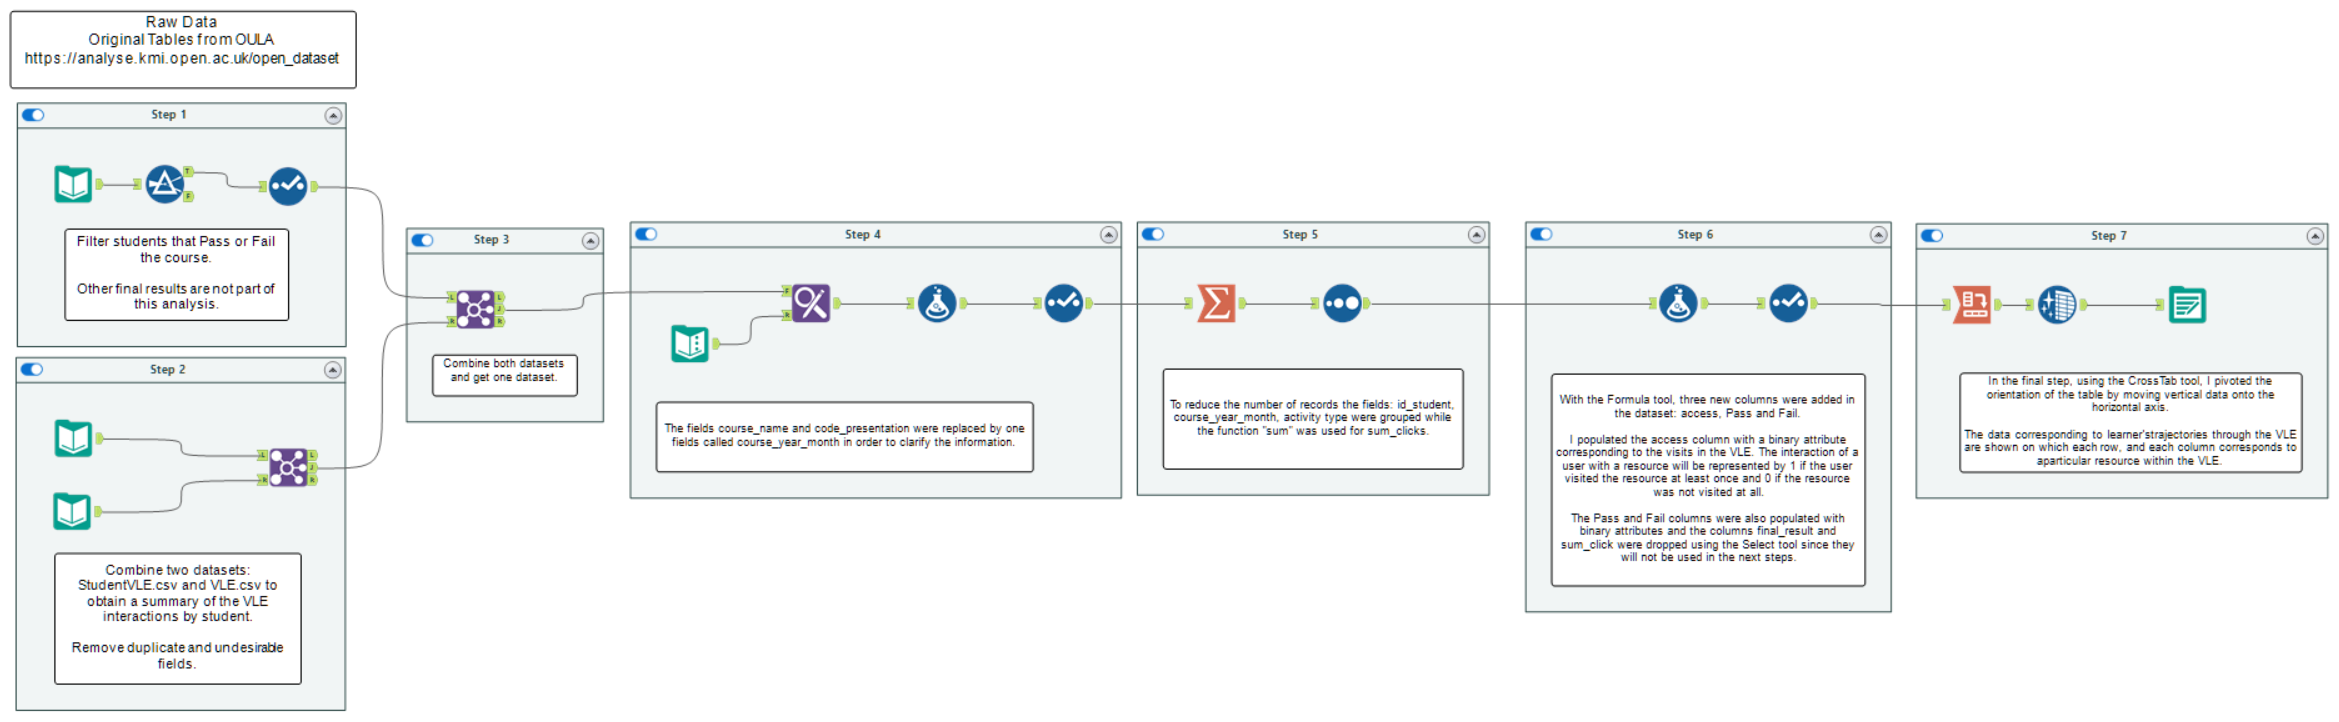 Raw Data
Original Tables from OULA
https://analyse.kmi.open.ac.uk/open_dataset
Step 1
T
F
Filter students that Pass or Fail
the course.
Other final results are not part of
this analysis.
Step 2
L
R
L
J
R
Combine two datasets:
StudentVLE.csv and VLE.csv to
obtain a summary of the VLE
interactions by student.
Remove duplicate and undesirable
fields.
Step 3
L
R
L
J
R
Combine both datasets
and get one dataset.
Step 4
F
R
The fields course_name and code_presentation were replaced by one
fields called course_year_month in order to clarify the information.
Step 5
To reduce the number of records the fields: id_student,
course_year_month, activity type were grouped while
the function "sum" was used for sum_clicks.
Step 6
With the Formula tool, three new columns were added in
the dataset: access, Pass and Fail.
I populated the access column with a binary attribute
corresponding to the visits in the VLE. The interaction of a
user with a resource will be represented by 1 if the user
visited the resource at least once and 0 if the resource
was not visited at all.
The Pass and Fail columns were also populated with
binary attributes and the columns final_result and
sum_click were dropped using the Select tool since they
will not be used in the next steps.
Step 7
In the final step, using the CrossTab tool, I pivoted the
orientation of the table by moving vertical data onto the
horizontal axis.
The data corresponding to learner'strajectories through the VLE
are shown on which each row, and each column corresponds to
aparticular resource within the VLE.